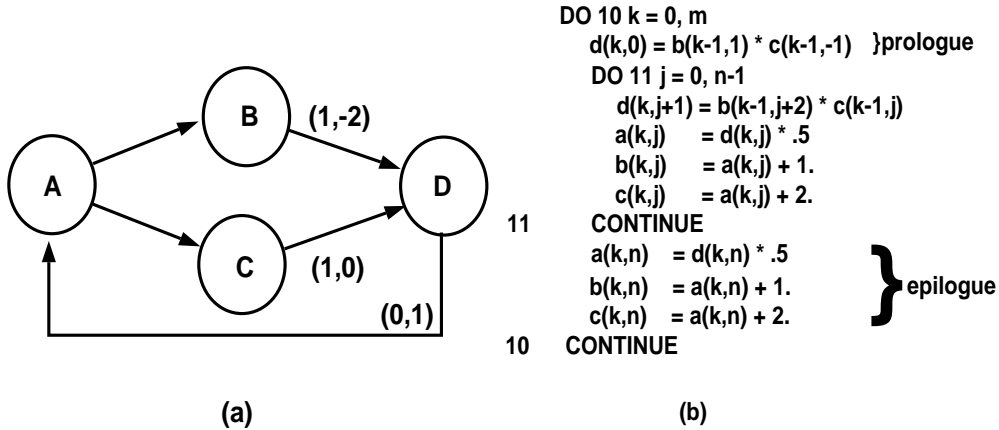 A
B
(1,-2)
C
(1,0)
D
(0,1)
(a)
DO 10 k = 0, m
d(k,0) = b(k-1,1) * c(k-1,-1) }prologue
DO 11 j = 0, n-1
d(k,j+1) = b(k-1,j+2) * c(k-1,j)
a(k,j) = d(k,j) * .5
b(k,j) = a(k,j) + 1.
c(k,j) = a(k,j) + 2.
11 CONTINUE
a(k,n) = d(k,n) * .5
b(k,n) = a(k,n) + 1.
c(k,n) = a(k,n) + 2.
} epilogue
10 CONTINUE
(b)